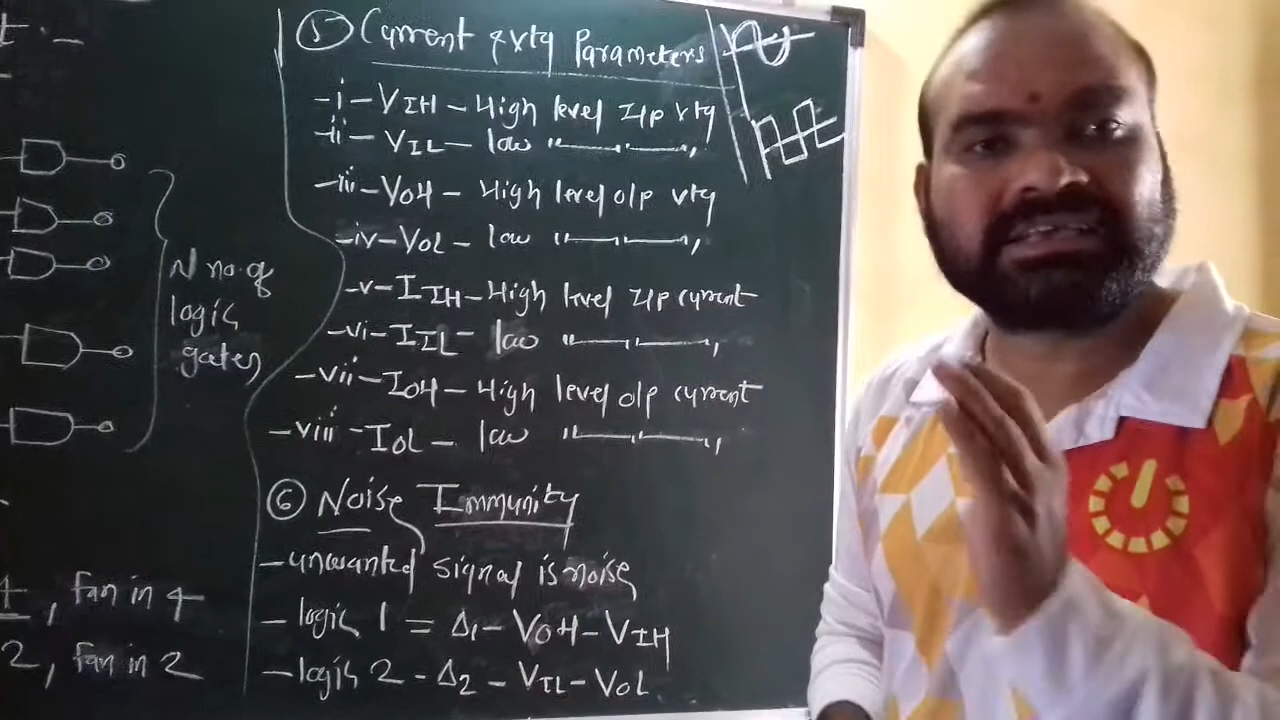 t. -
N no. of
logic
gates
4, fan in 4
2, fan in 2
⑤ Current & vtg Parameters
- i - VIH - High level I/p vtg
- ii - VIL - low "——"——"
- iii - VOH - High level o/p vtg
- iv - VOL - low "——"——"
- v - IIH - High level I/p current
- vi - IIL - low "——"——"
- vii - IOH - High level o/p current
- viii - IOL - low "——"——"
⑥ Noise Immunity
- unwanted signal is noise
- logic 1 = Δ1 - VOH - VIH
- logic 2 - Δ2 - VIL - VOL